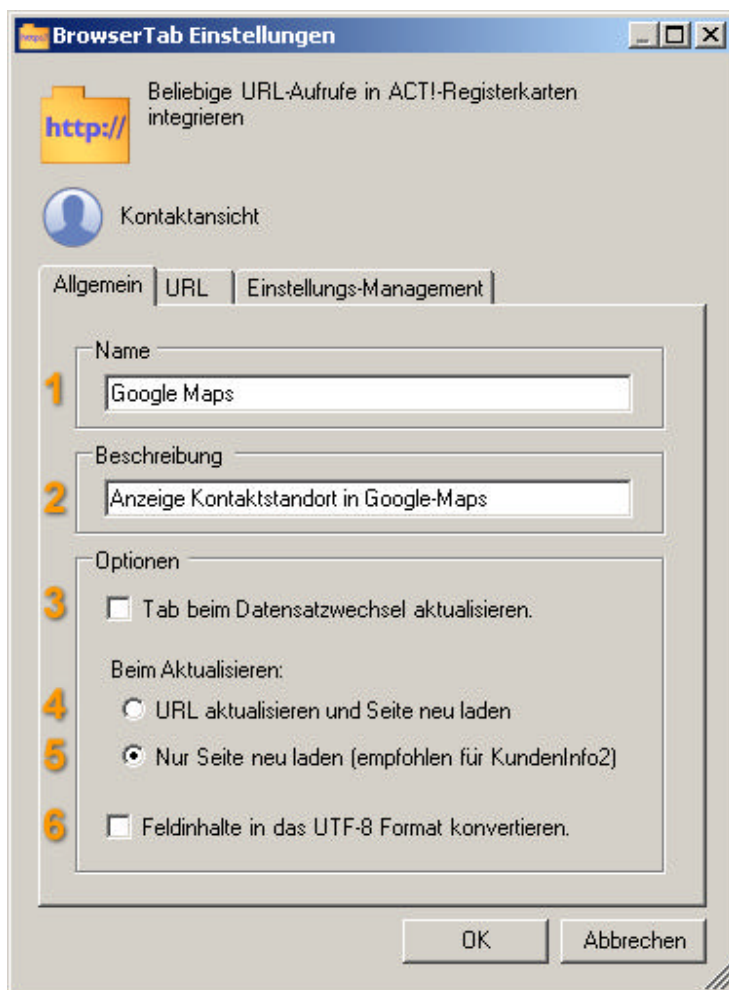 BrowserTab Einstellungen
http://
Beliebige URL-Aufrufe in ACT!-Registerkarten
integrieren
Kontaktansicht
Allgemein URL Einstellungs-Management
Name
1 Google Maps
Beschreibung
2 Anzeige Kontaktstandort in Google-Maps
Optionen
3 Tab beim Datensatzwechsel aktualisieren.
Beim Aktualisieren:
4 URL aktualisieren und Seite neu laden
5 Nur Seite neu laden (empfohlen für KundenInfo2)
6 Feldinhalte in das UTF-8 Format konvertieren.
OK Abbrechen